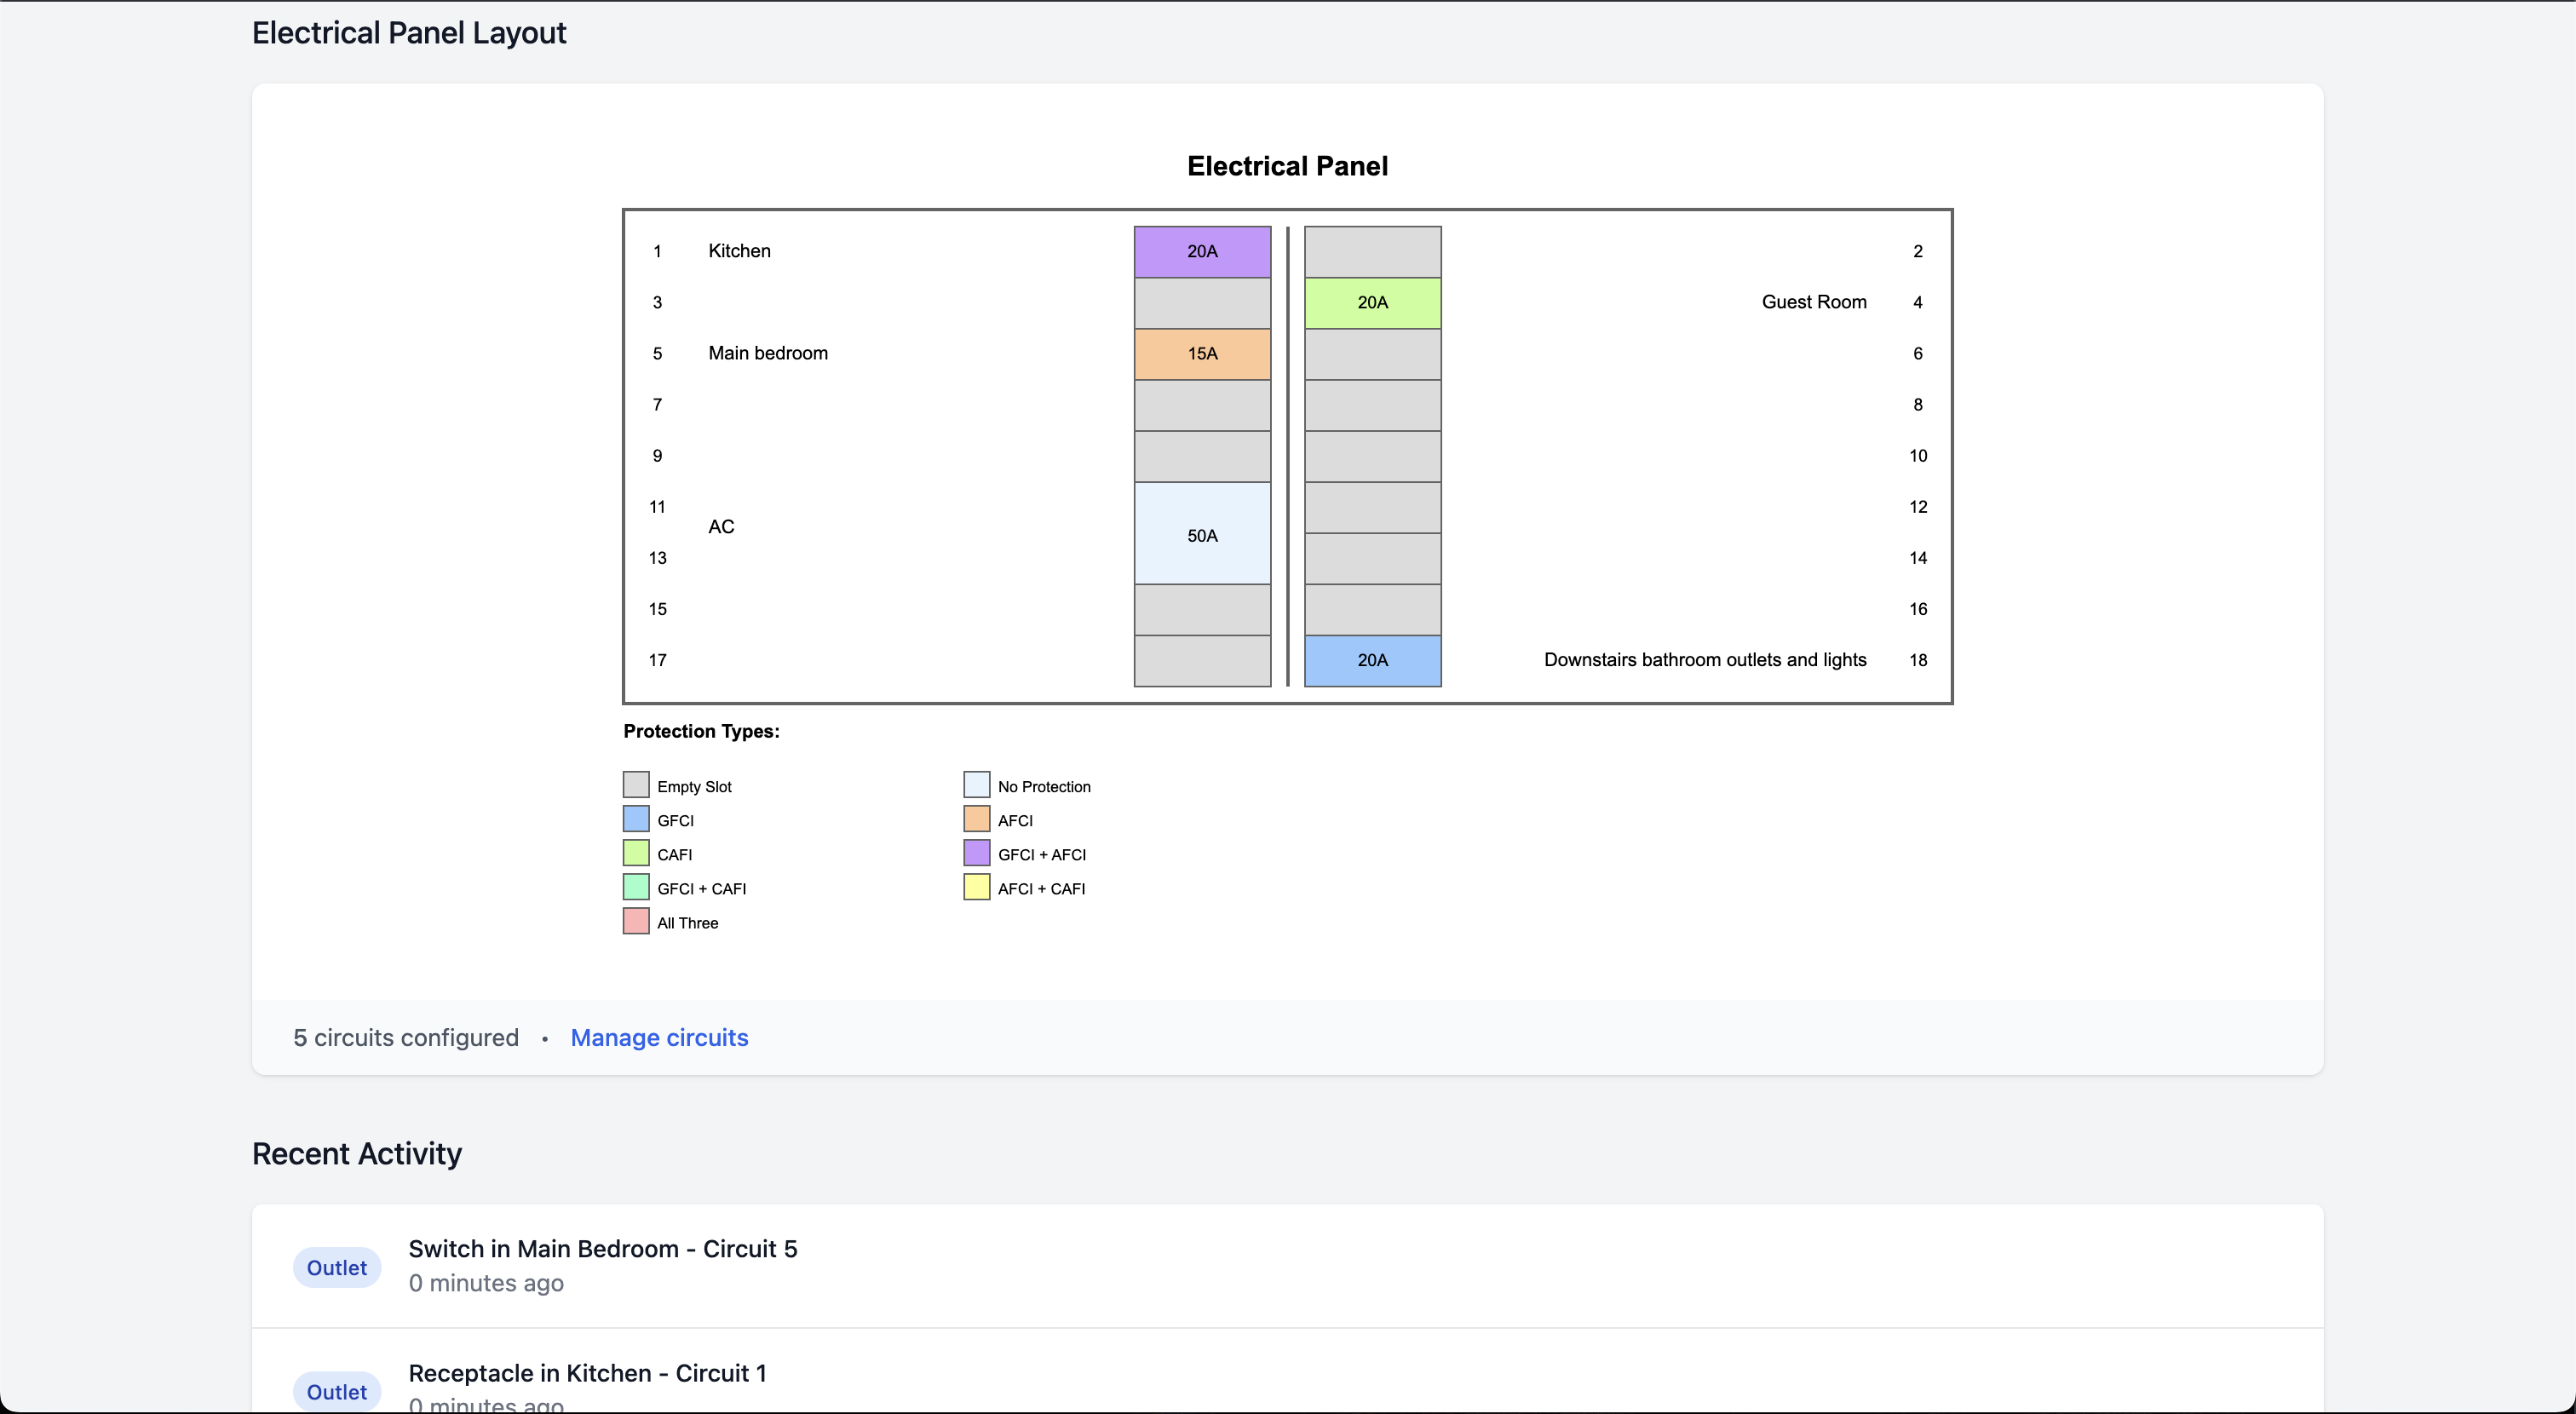 Electrical Panel Layout
Electrical Panel
1 Kitchen 20A 2
3 20A Guest Room 4
5 Main bedroom 15A 6
7 8
9 10
11 12
AC 50A
13 14
15 16
17 20A Downstairs bathroom outlets and lights 18
Protection Types:
Empty Slot No Protection
GFCI AFCI
CAFI GFCI + AFCI
GFCI + CAFI AFCI + CAFI
All Three
5 circuits configured • Manage circuits
Recent Activity
Outlet Switch in Main Bedroom - Circuit 5
0 minutes ago
Outlet Receptacle in Kitchen - Circuit 1
0 minutes ago